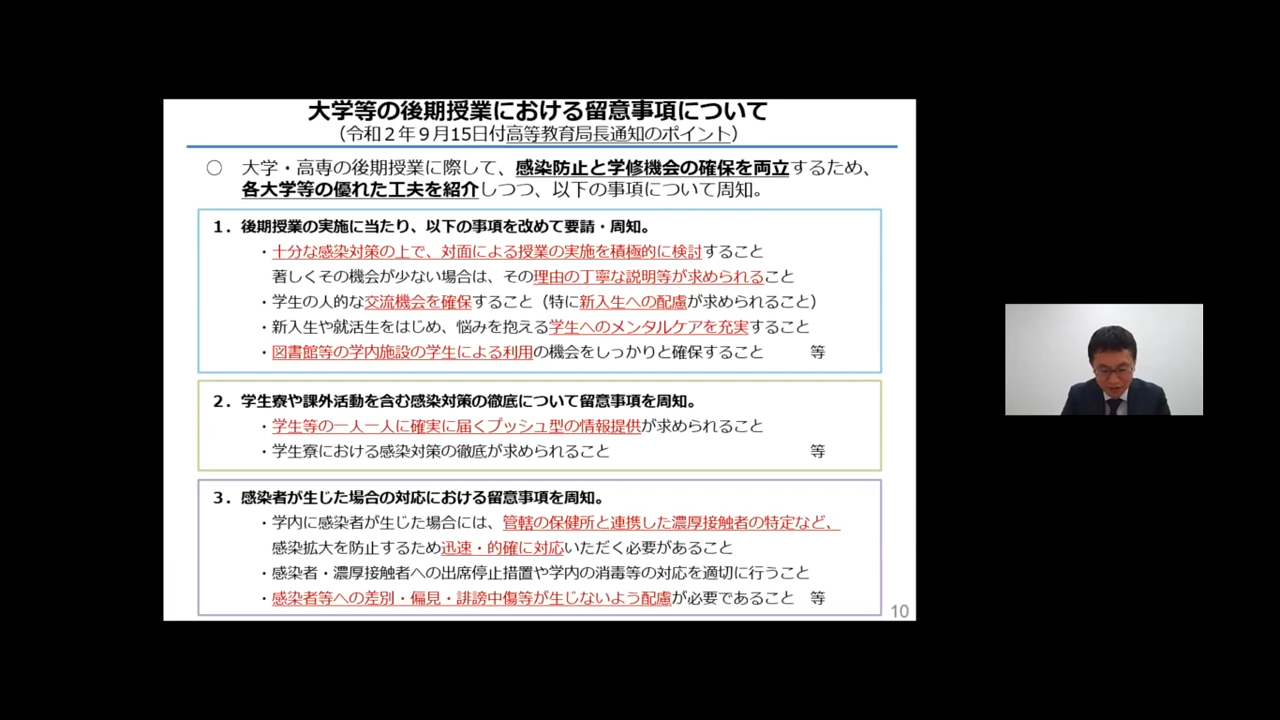 大学等の後期授業における留意事項について
（令和２年９月15日付高等教育局長通知のポイント）
○　大学・高専の後期授業に際して、感染防止と学修機会の確保を両立するため、
各大学等の優れた工夫を紹介しつつ、以下の事項について周知。
１．後期授業の実施に当たり、以下の事項を改めて要請・周知。
・十分な感染対策の上で、対面による授業の実施を積極的に検討すること
著しくその機会が少ない場合は、その理由の丁寧な説明等が求められること
・学生の人的な交流機会を確保すること（特に新入生への配慮が求められること）
・新入生や就活生をはじめ、悩みを抱える学生へのメンタルケアを充実すること
・図書館等の学内施設の学生による利用の機会をしっかりと確保すること　　　等
２．学生寮や課外活動を含む感染対策の徹底について留意事項を周知。
・学生等の一人一人に確実に届くプッシュ型の情報提供が求められること
・学生寮における感染対策の徹底が求められること　　　等
３．感染者が生じた場合の対応における留意事項を周知。
・学内に感染者が生じた場合には、管轄の保健所と連携した濃厚接触者の特定など、
感染拡大を防止するため迅速・的確に対応いただく必要があること
・感染者・濃厚接触者への出席停止措置や学内の消毒等の対応を適切に行うこと
・感染者等への差別・偏見・誹謗中傷等が生じないよう配慮が必要であること　等
10